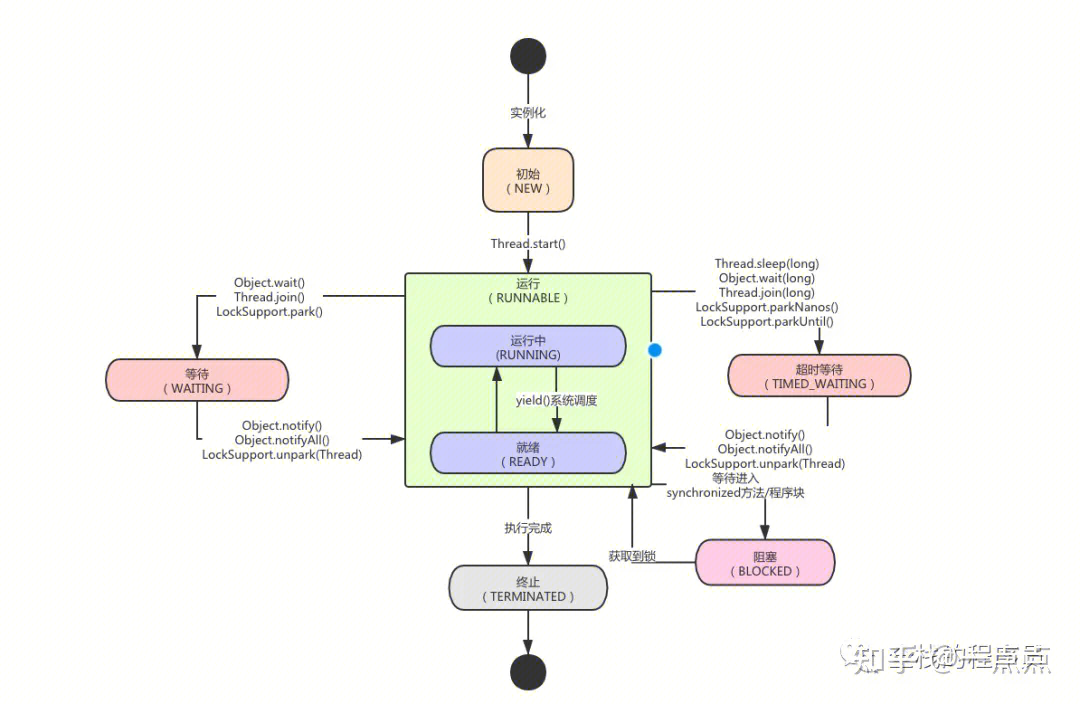 实例化
初始
（NEW）
Thread.start()
Object.wait()
Thread.join()
LockSupport.park()
运行
（RUNNABLE）
Thread.sleep(long)
Object.wait(long)
Thread.join(long)
LockSupport.parkNanos()
LockSupport.parkUntil()
运行中
(RUNNING)
等待
（WAITING）
超时等待
（TIMED_WAITING）
yield()系统调度
Object.notify()
Object.notifyAll()
LockSupport.unpark(Thread)
就绪
（READY）
Object.notify()
Object.notifyAll()
LockSupport.unpark(Thread)
等待进入
synchronized方法/程序块
执行完成
获取到锁
阻塞
（BLOCKED）
终止
（TERMINATED）
知乎
的程序员